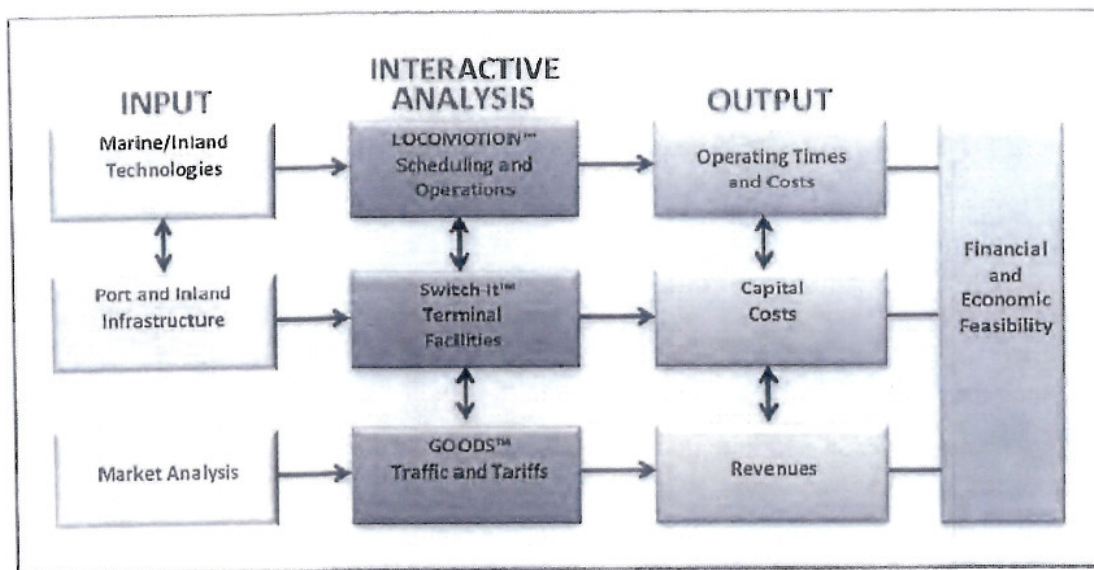 INPUT
INTERACTIVE
ANALYSIS
OUTPUT
Marine/Inland
Technologies
LOCOMOTION™
Scheduling and
Operations
Operating Times
and Costs
Port and Inland
Infrastructure
Switch-It™
Terminal
Facilities
Capital
Costs
Market Analysis
GOODS™
Traffic and Tariffs
Revenues
Financial
and
Economic
Feasibility